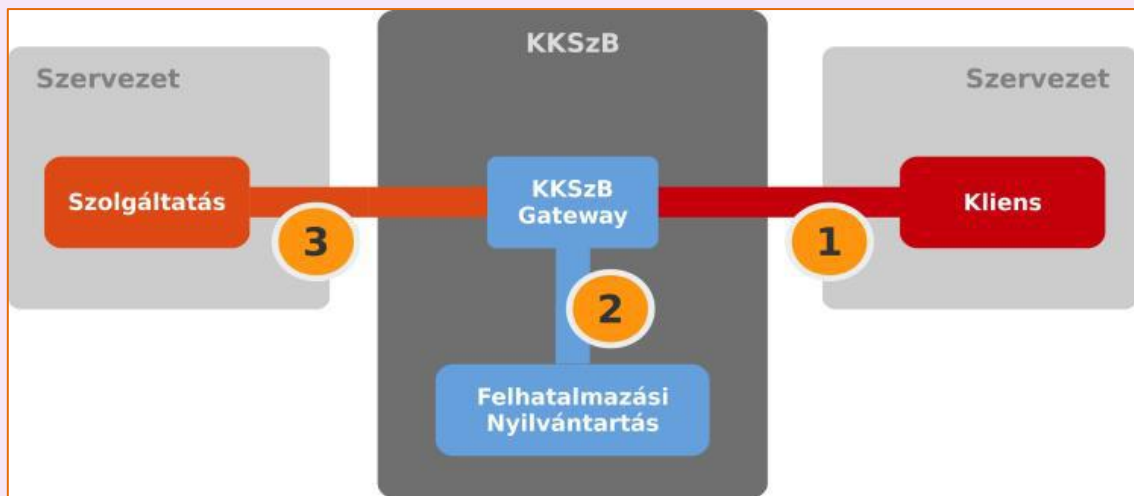 KKSzB
Szervezet
Szervezet
Szolgáltatás
KKSzB
Gateway
Kliens
3
1
2
Felhatalmazási
Nyilvántartás